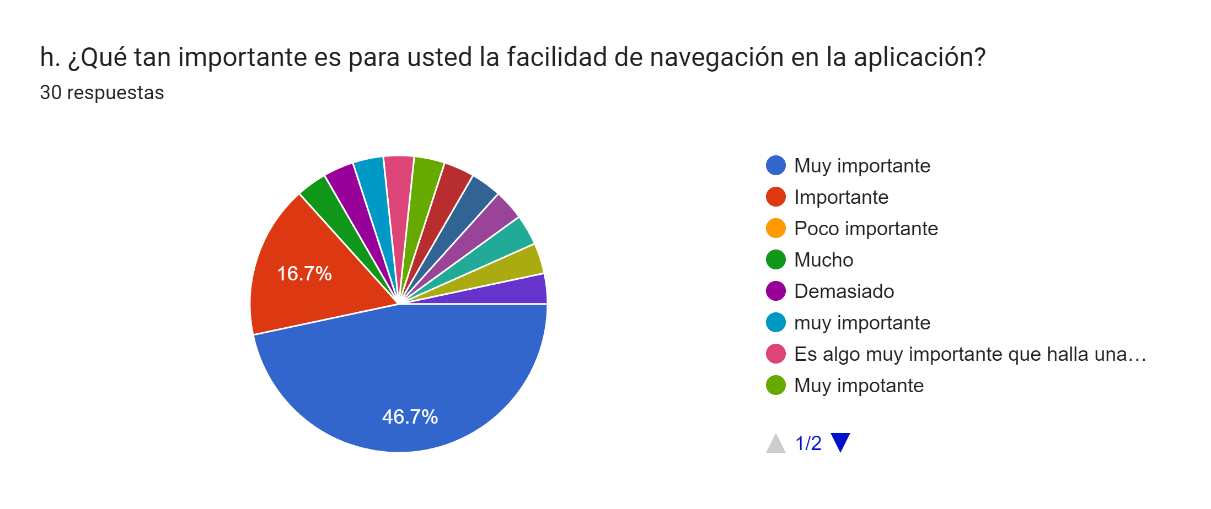 h. ¿Qué tan importante es para usted la facilidad de navegación en la aplicación?
30 respuestas
16.7%
46.7%
Muy importante
Importante
Poco importante
Mucho
Demasiado
muy importante
Es algo muy importante que halla una…
Muy impotante
1/2